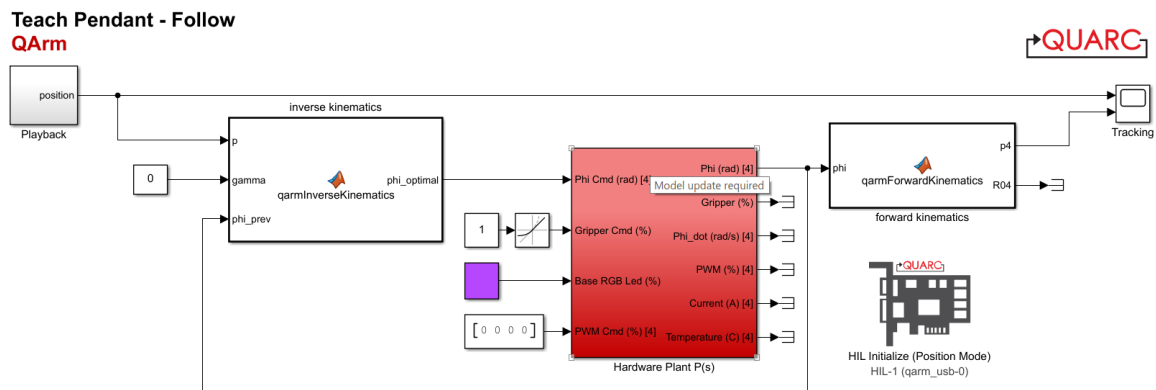 Teach Pendant - Follow
QArm
QUARC
position
Playback
inverse kinematics
p
gamma
phi_prev
qarmInverseKinematics
phi_optimal
0
Phi Cmd (rad) [4]
Gripper Cmd (%)
Base RGB Led (%)
PWM Cmd (%) [4]
1
[ 0 0 0 0 ]
Phi (rad) [4]
Model update required
Gripper (%)
Phi_dot (rad/s) [4]
PWM (%) [4]
Current (A) [4]
Temperature (C) [4]
Hardware Plant P(s)
phi
qarmForwardKinematics
p4
R04
forward kinematics
Tracking
QUARC
HIL Initialize (Position Mode)
HIL-1 (qarm_usb-0)